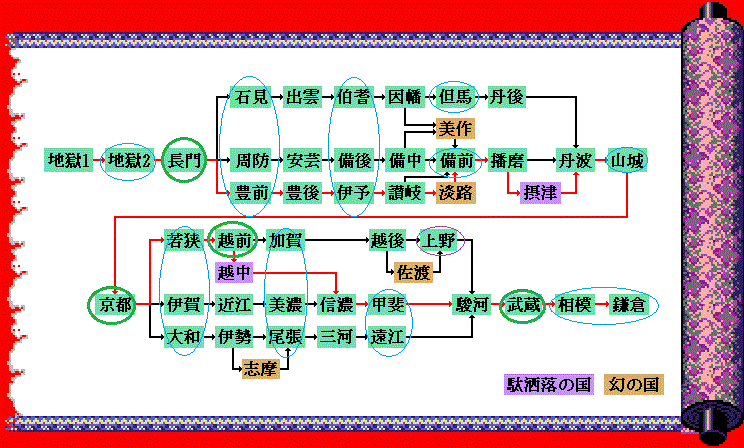 石見 出雲 伯耆 因幡 但馬 丹後
美作
地獄1 地獄2 長門 周防 安芸 備後 備中 備前 播磨 丹波 山城
豊前 豊後 伊予 讃岐 淡路 摂津
若狭 越前 加賀 越後 上野
越中 佐渡
京都 伊賀 近江 美濃 信濃 甲斐 駿河 武蔵 相模 鎌倉
大和 伊勢 尾張 三河 遠江
志摩
駄洒落の国 幻の国